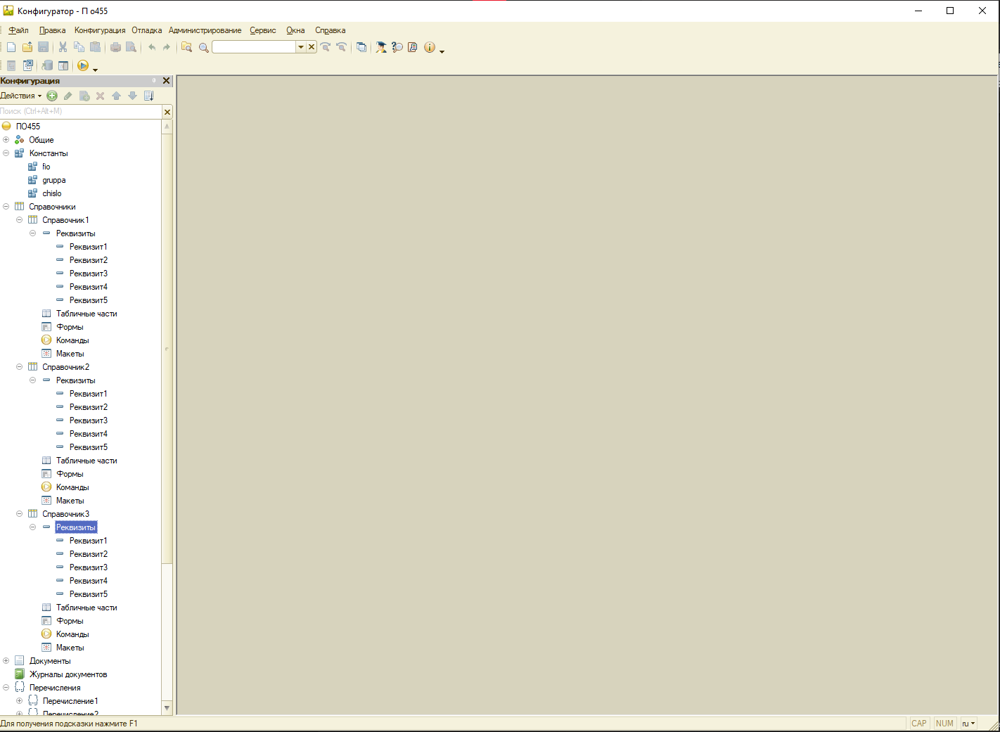 Конфигуратор - П о455
Файл Правка Конфигурация Отладка Администрирование Сервис Окна Справка
Конфигурация
Действия
Поиск (Ctrl+Alt+M)
ПО455
Общие
Константы
fio
gruppa
chislo
Справочники
Справочник1
Реквизиты
Реквизит1
Реквизит2
Реквизит3
Реквизит4
Реквизит5
Табличные части
Формы
Команды
Макеты
Справочник2
Реквизиты
Реквизит1
Реквизит2
Реквизит3
Реквизит4
Реквизит5
Табличные части
Формы
Команды
Макеты
Справочник3
Реквизиты
Реквизит1
Реквизит2
Реквизит3
Реквизит4
Реквизит5
Табличные части
Формы
Команды
Макеты
Документы
Журналы документов
Перечисления
Перечисление1
Перечисление2
Для получения подсказки нажмите F1 CAP NUM ru